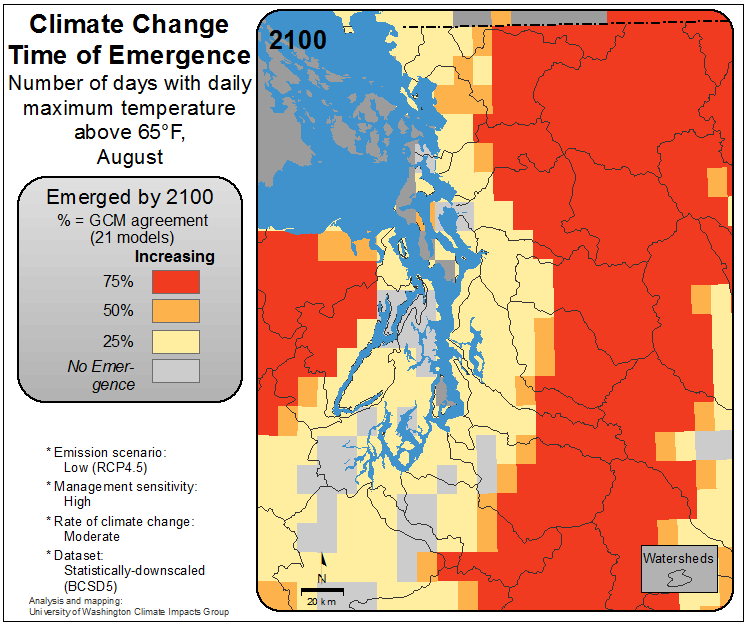 Climate Change
Time of Emergence
Number of days with daily
maximum temperature
above 65°F,
August
Emerged by 2100
% = GCM agreement
(21 models)
Increasing
75%
50%
25%
No Emer-
gence
* Emission scenario:
Low (RCP4.5)
* Management sensitivity:
High
* Rate of climate change:
Moderate
* Dataset:
Statistically-downscaled
(BCSD5)
Analysis and mapping:
University of Washington Climate Impacts Group
2100
N
20 km
Watersheds